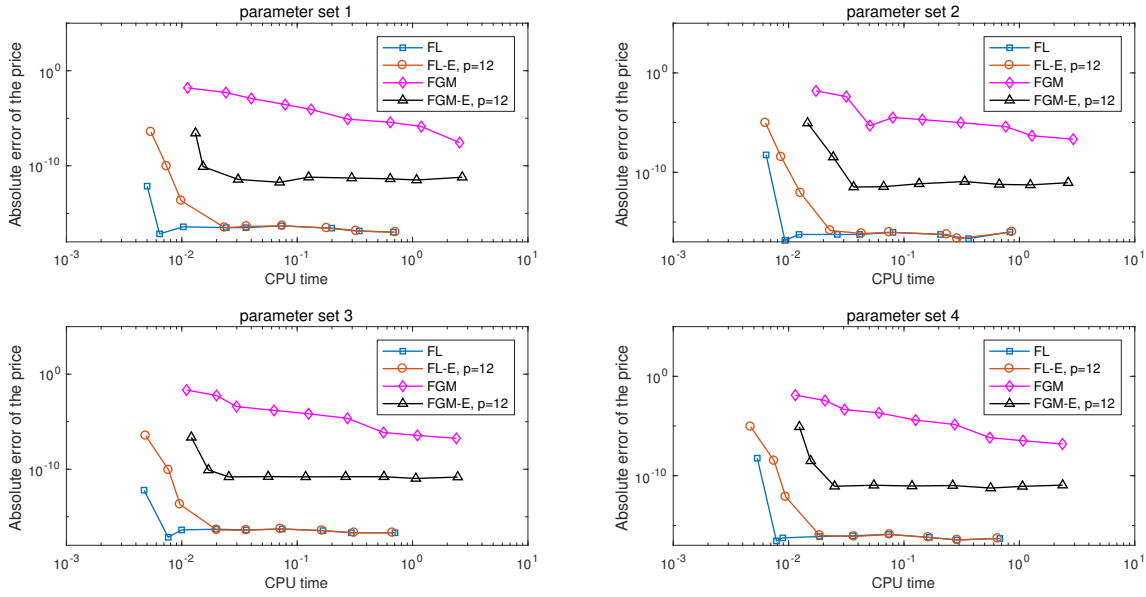 parameter set 1
Absolute error of the price
10^0
10^-10
FL
FL-E, p=12
FGM
FGM-E, p=12
10^-3
10^-2
10^-1
10^0
10^1
CPU time
parameter set 2
Absolute error of the price
10^0
10^-10
FL
FL-E, p=12
FGM
FGM-E, p=12
10^-3
10^-2
10^-1
10^0
10^1
CPU time
parameter set 3
Absolute error of the price
10^0
10^-10
FL
FL-E, p=12
FGM
FGM-E, p=12
10^-3
10^-2
10^-1
10^0
10^1
CPU time
parameter set 4
Absolute error of the price
10^0
10^-10
FL
FL-E, p=12
FGM
FGM-E, p=12
10^-3
10^-2
10^-1
10^0
10^1
CPU time